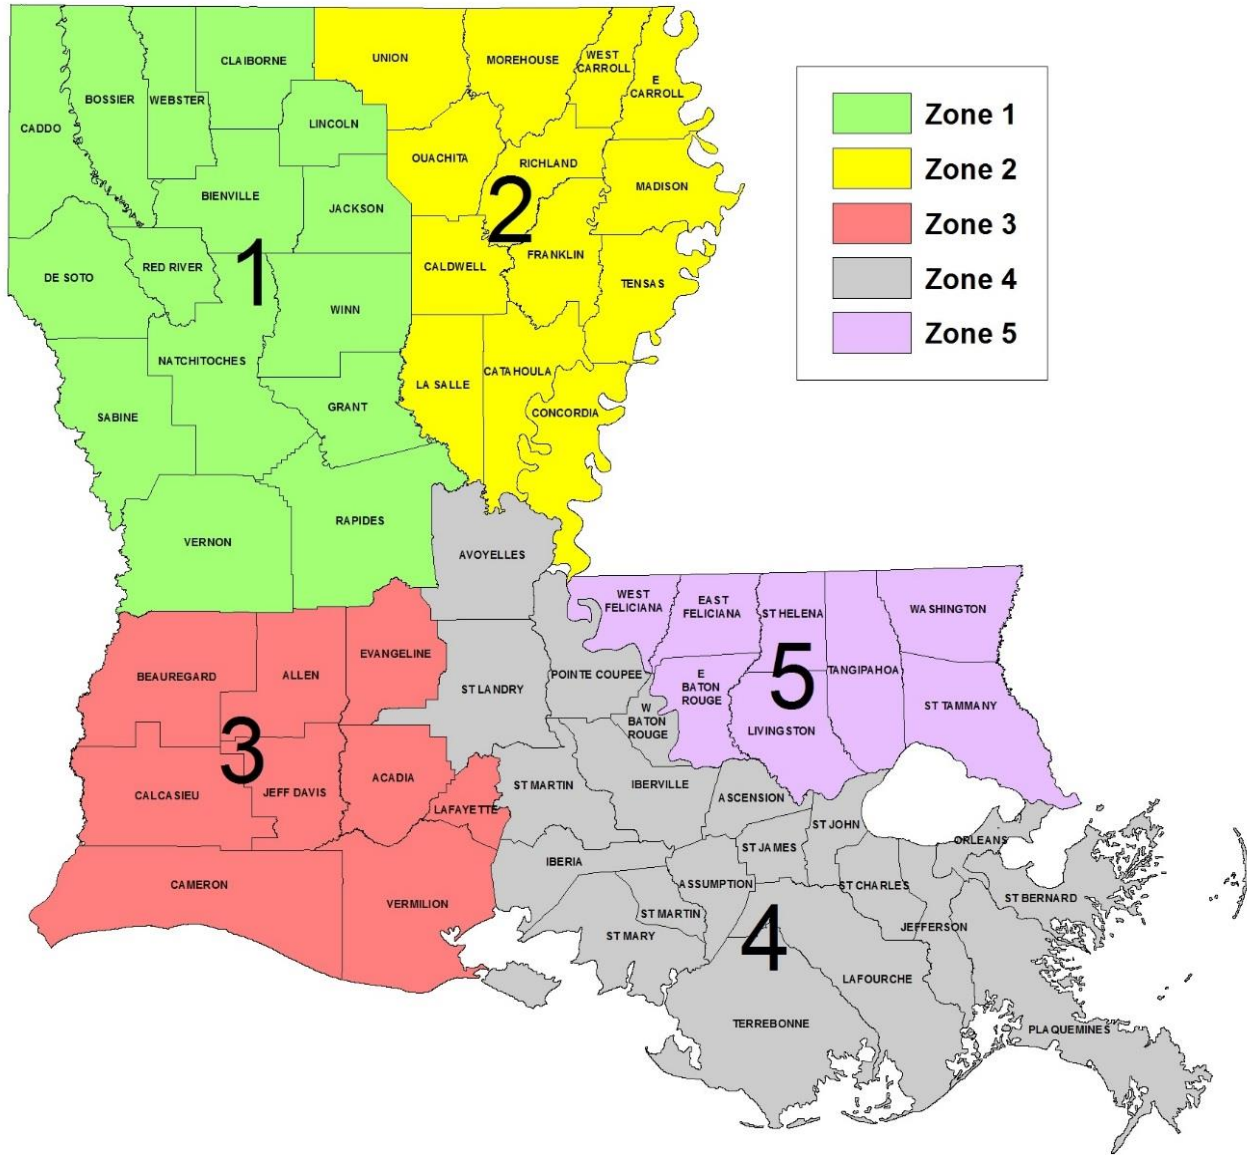 CLAIBORNE
UNION
MOREHOUSE
WEST
CARROLL
E
CARROLL
CADDO
BOSSIER
WEBSTER
LINCOLN
OUACHITA
RICHLAND
MADISON
BIENVILLE
JACKSON
1
2
DE SOTO
RED RIVER
WINN
CALDWELL
FRANKLIN
TENSAS
NATCHITOCHES
SABINE
GRANT
LA SALLE
CATAHOULA
CONCORDIA
VERNON
RAPIDES
AVOYELLES
Zone 1
Zone 2
Zone 3
Zone 4
Zone 5
BEAUREGARD
ALLEN
EVANGELINE
ST LANDRY
POINTE COUPEE
WEST
FELICIANA
EAST
FELICIANA
ST HELENA
WASHINGTON
5
TANGIPAHOA
E
BATON
ROUGE
W
BATON
ROUGE
LIVINGSTON
ST TAMMANY
3
CALCASIEU
JEFF DAVIS
ACADIA
LAFAYETTE
ST MARTIN
IBERVILLE
ASCENSION
ST JOHN
ST JAMES
ORLEANS
CAMERON
VERMILION
IBERIA
ASSUMPTION
ST CHARLES
ST BERNARD
ST MARTIN
ST MARY
4
JEFFERSON
LAFOURCHE
TERREBONNE
PLAQUEMINES